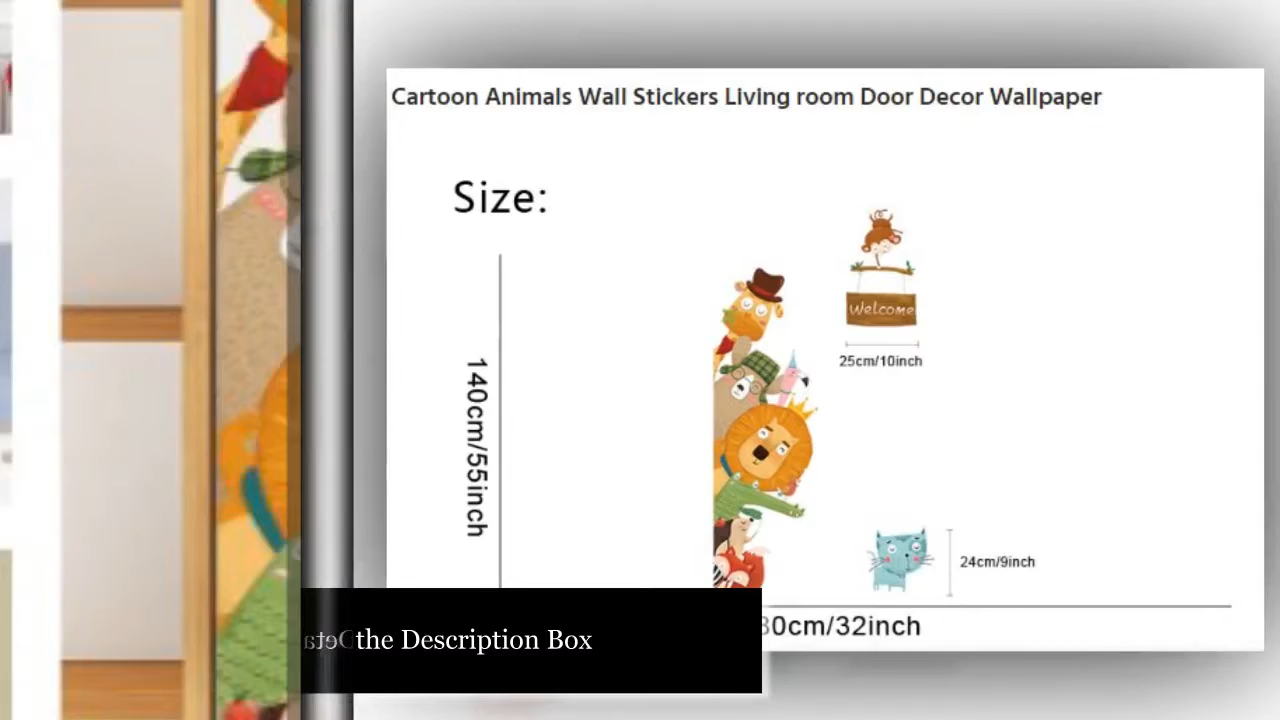 Cartoon Animals Wall Stickers Living room Door Decor Wallpaper
Size:
Welcome
25cm/10inch
140cm/55inch
24cm/9inch
0cm/32inch
the Description Box